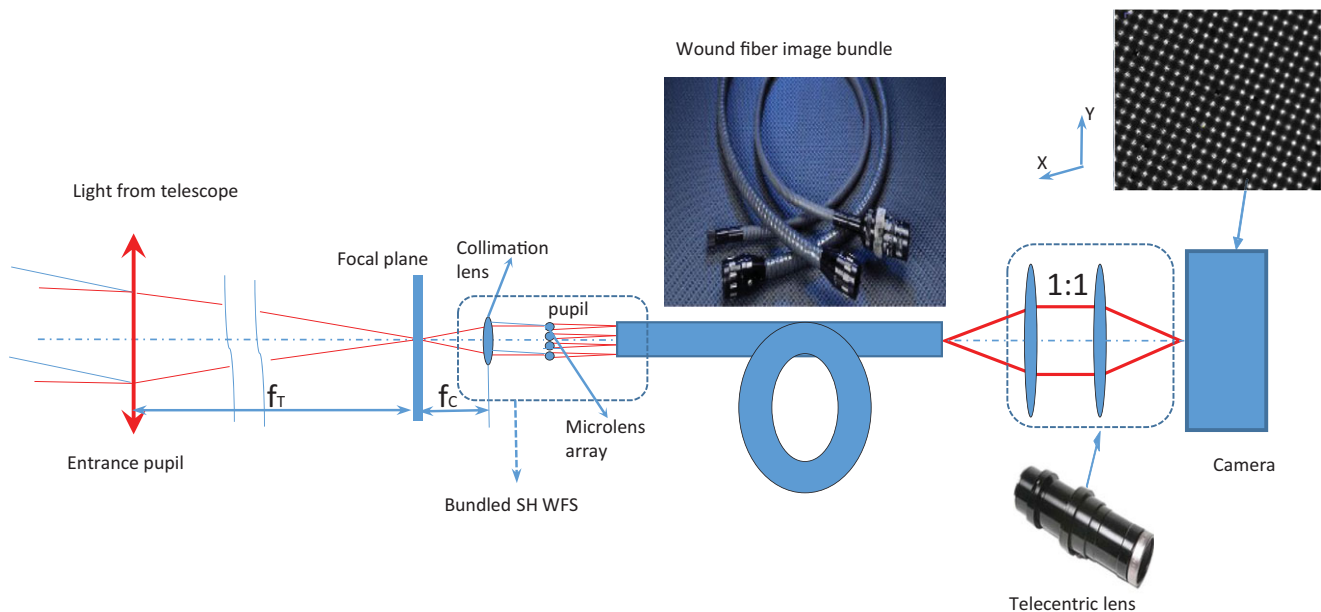 Wound fiber image bundle
Y
X
Light from telescope
Focal plane
Collimation
lens
1:1
pupil
fT
fC
Microlens
array
Entrance pupil
Camera
Bundled SH WFS
Telecentric lens